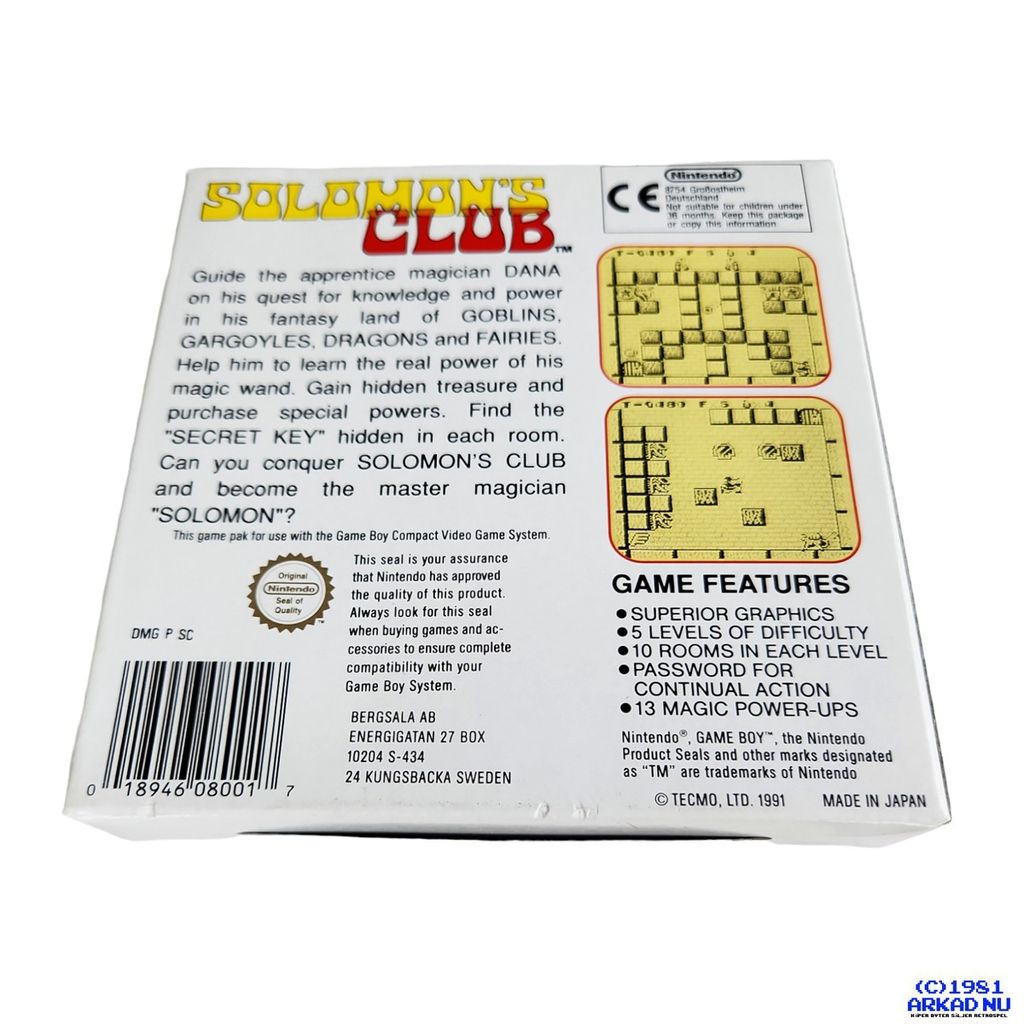 SOLOMON'S
CLUB™
Guide the apprentice magician DANA
on his quest for knowledge and power
in his fantasy land of GOBLINS,
GARGOYLES, DRAGONS and FAIRIES.
Help him to learn the real power of his
magic wand. Gain hidden treasure and
purchase special powers. Find the
"SECRET KEY" hidden in each room.
Can you conquer SOLOMON'S CLUB
and become the master magician
"SOLOMON"?
This game pak for use with the Game Boy Compact Video Game System.
Original
Nintendo
Seal of
Quality
™
This seal is your assurance
that Nintendo has approved
the quality of this product.
Always look for this seal
when buying games and ac-
cessories to ensure complete
compatibility with your
Game Boy System.
DMG P SC
0 18946 08001 7
BERGSALA AB
ENERGIGATAN 27 BOX
10204 S-434
24 KUNGSBACKA SWEDEN
CE
Nintendo
8754 Großostheim
Deutschland
Not suitable for children under
36 months. Keep this package
or copy this information
GAME FEATURES
● SUPERIOR GRAPHICS
● 5 LEVELS OF DIFFICULTY
● 10 ROOMS IN EACH LEVEL
● PASSWORD FOR
CONTINUAL ACTION
● 13 MAGIC POWER-UPS
Nintendo®, GAME BOY™, the Nintendo
Product Seals and other marks designated
as "TM" are trademarks of Nintendo
© TECMO, LTD. 1991 MADE IN JAPAN
(C)1981
ARKAD NU
HIPER BYTER SÄLJER RETROSPEL